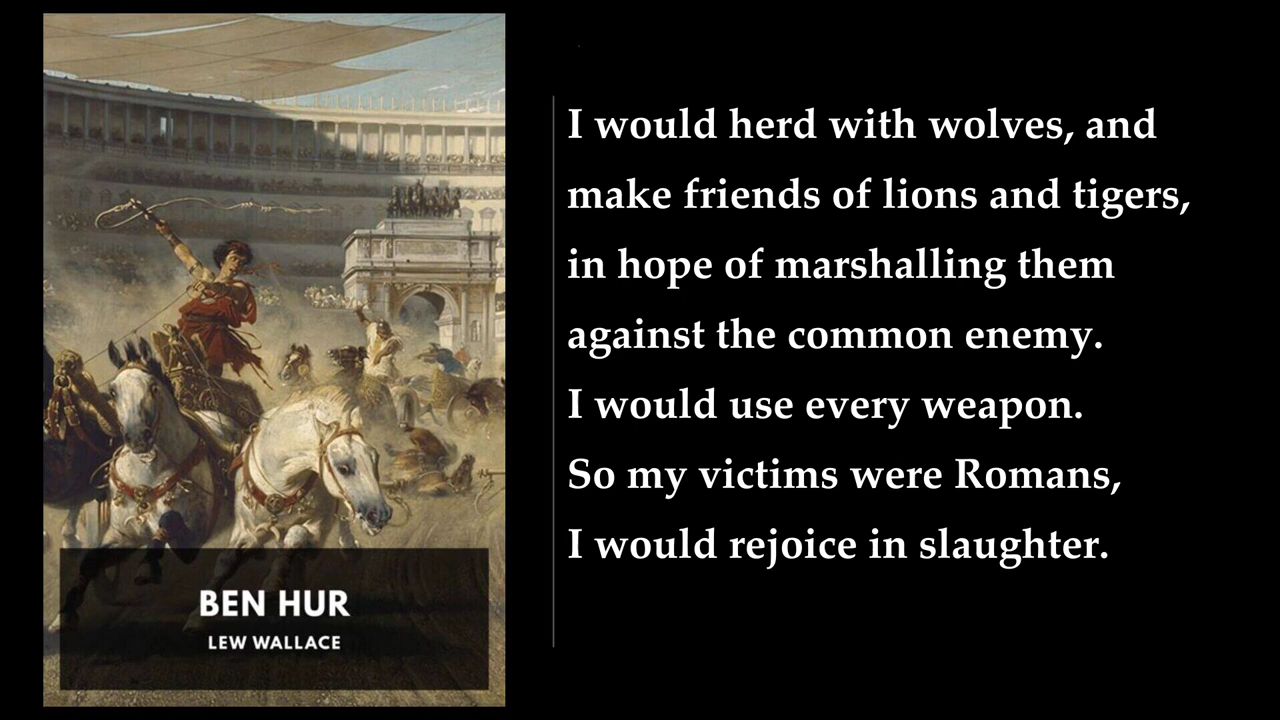 BEN HUR
LEW WALLACE
I would herd with wolves, and
make friends of lions and tigers,
in hope of marshalling them
against the common enemy.
I would use every weapon.
So my victims were Romans,
I would rejoice in slaughter.